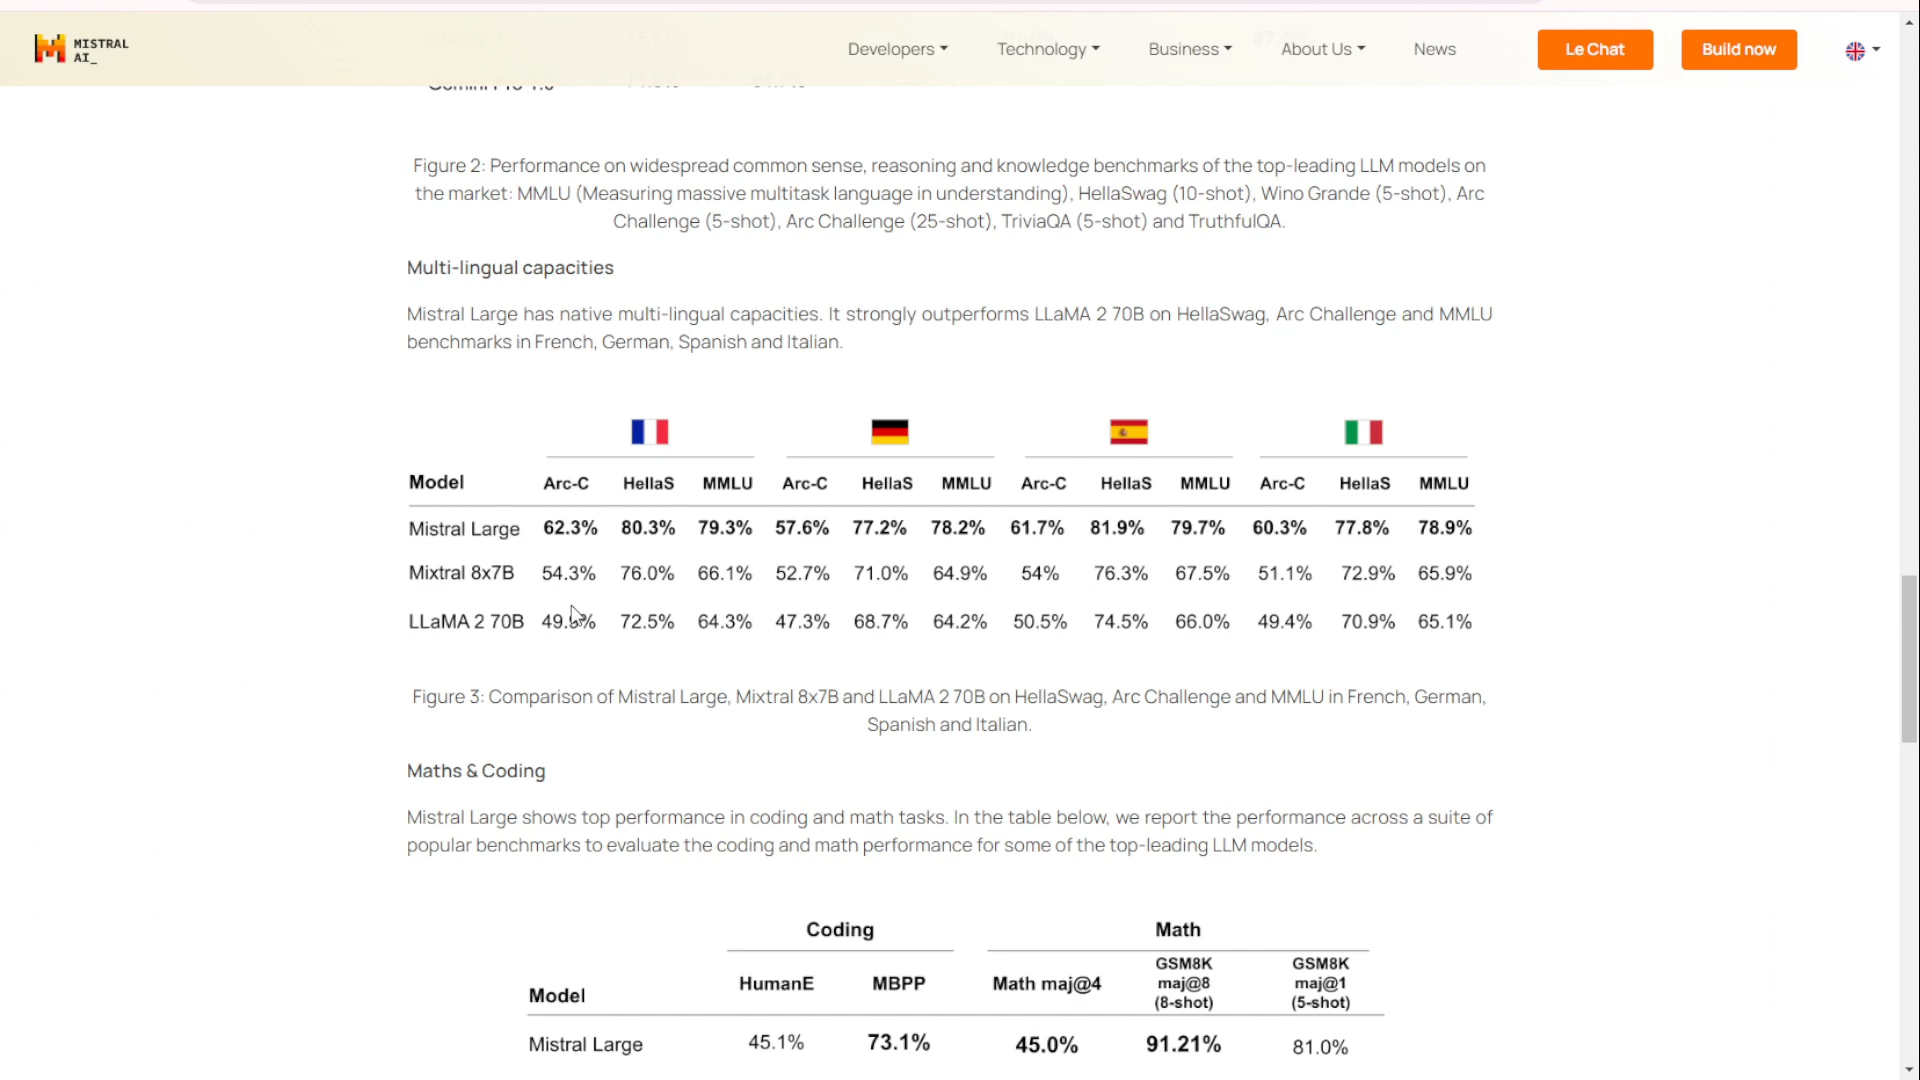 MISTRAL
AI_
Developers
Technology
Business
About Us
News
Le Chat
Build now
Figure 2: Performance on widespread common sense, reasoning and knowledge benchmarks of the top-leading LLM models on
the market: MMLU (Measuring massive multitask language in understanding), HellaSwag (10-shot), Wino Grande (5-shot), Arc
Challenge (5-shot), Arc Challenge (25-shot), TriviaQA (5-shot) and TruthfulQA.
Multi-lingual capacities
Mistral Large has native multi-lingual capacities. It strongly outperforms LLaMA 2 70B on HellaSwag, Arc Challenge and MMLU
benchmarks in French, German, Spanish and Italian.
Model Arc-C HellaS MMLU Arc-C HellaS MMLU Arc-C HellaS MMLU Arc-C HellaS MMLU
Mistral Large 62.3% 80.3% 79.3% 57.6% 77.2% 78.2% 61.7% 81.9% 79.7% 60.3% 77.8% 78.9%
Mixtral 8x7B 54.3% 76.0% 66.1% 52.7% 71.0% 64.9% 54% 76.3% 67.5% 51.1% 72.9% 65.9%
LLaMA 2 70B 72.5% 64.3% 47.3% 68.7% 64.2% 50.5% 74.5% 66.0% 49.4% 70.9% 65.1%
Figure 3: Comparison of Mistral Large, Mixtral 8x7B and LLaMA 2 70B on HellaSwag, Arc Challenge and MMLU in French, German,
Spanish and Italian.
Maths & Coding
Mistral Large shows top performance in coding and math tasks. In the table below, we report the performance across a suite of
popular benchmarks to evaluate the coding and math performance for some of the top-leading LLM models.
Coding Math
Model HumanE MBPP Math maj@4 GSM8K maj@8 (8-shot) GSM8K maj@1 (5-shot)
Mistral Large 45.1% 73.1% 45.0% 91.21% 81.0%